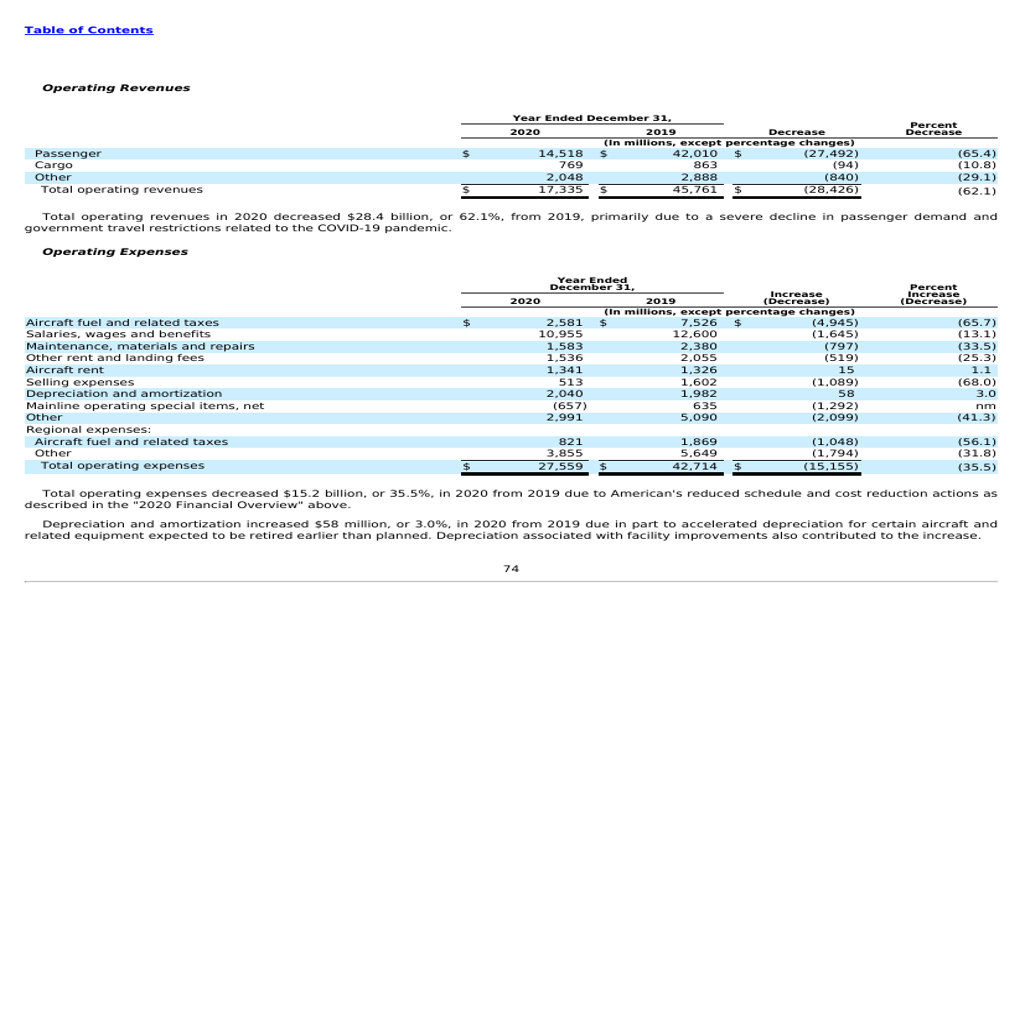 Table of Contents
Operating Revenues
Year Ended December 31,
2020 2019 Decrease Percent Decrease
(In millions, except percentage changes)
Passenger $ 14,518 $ 42,010 $ (27,492) (65.4)
Cargo 769 863 (94) (10.8)
Other 2,048 2,888 (840) (29.1)
Total operating revenues $ 17,335 $ 45,761 $ (28,426) (62.1)
Total operating revenues in 2020 decreased $28.4 billion, or 62.1%, from 2019, primarily due to a severe decline in passenger demand and
government travel restrictions related to the COVID-19 pandemic.
Operating Expenses
Year Ended
December 31,
2020 2019 Increase (Decrease) Percent Increase (Decrease)
(In millions, except percentage changes)
Aircraft fuel and related taxes $ 2,581 $ 7,526 $ (4,945) (65.7)
Salaries, wages and benefits 10,955 12,600 (1,645) (13.1)
Maintenance, materials and repairs 1,583 2,380 (797) (33.5)
Other rent and landing fees 1,536 2,055 (519) (25.3)
Aircraft rent 1,341 1,326 15 1.1
Selling expenses 513 1,602 (1,089) (68.0)
Depreciation and amortization 2,040 1,982 58 3.0
Mainline operating special items, net (657) 635 (1,292) nm
Other 2,991 5,090 (2,099) (41.3)
Regional expenses:
Aircraft fuel and related taxes 821 1,869 (1,048) (56.1)
Other 3,855 5,649 (1,794) (31.8)
Total operating expenses $ 27,559 $ 42,714 $ (15,155) (35.5)
Total operating expenses decreased $15.2 billion, or 35.5%, in 2020 from 2019 due to American's reduced schedule and cost reduction actions as
described in the "2020 Financial Overview" above.
Depreciation and amortization increased $58 million, or 3.0%, in 2020 from 2019 due in part to accelerated depreciation for certain aircraft and
related equipment expected to be retired earlier than planned. Depreciation associated with facility improvements also contributed to the increase.
74